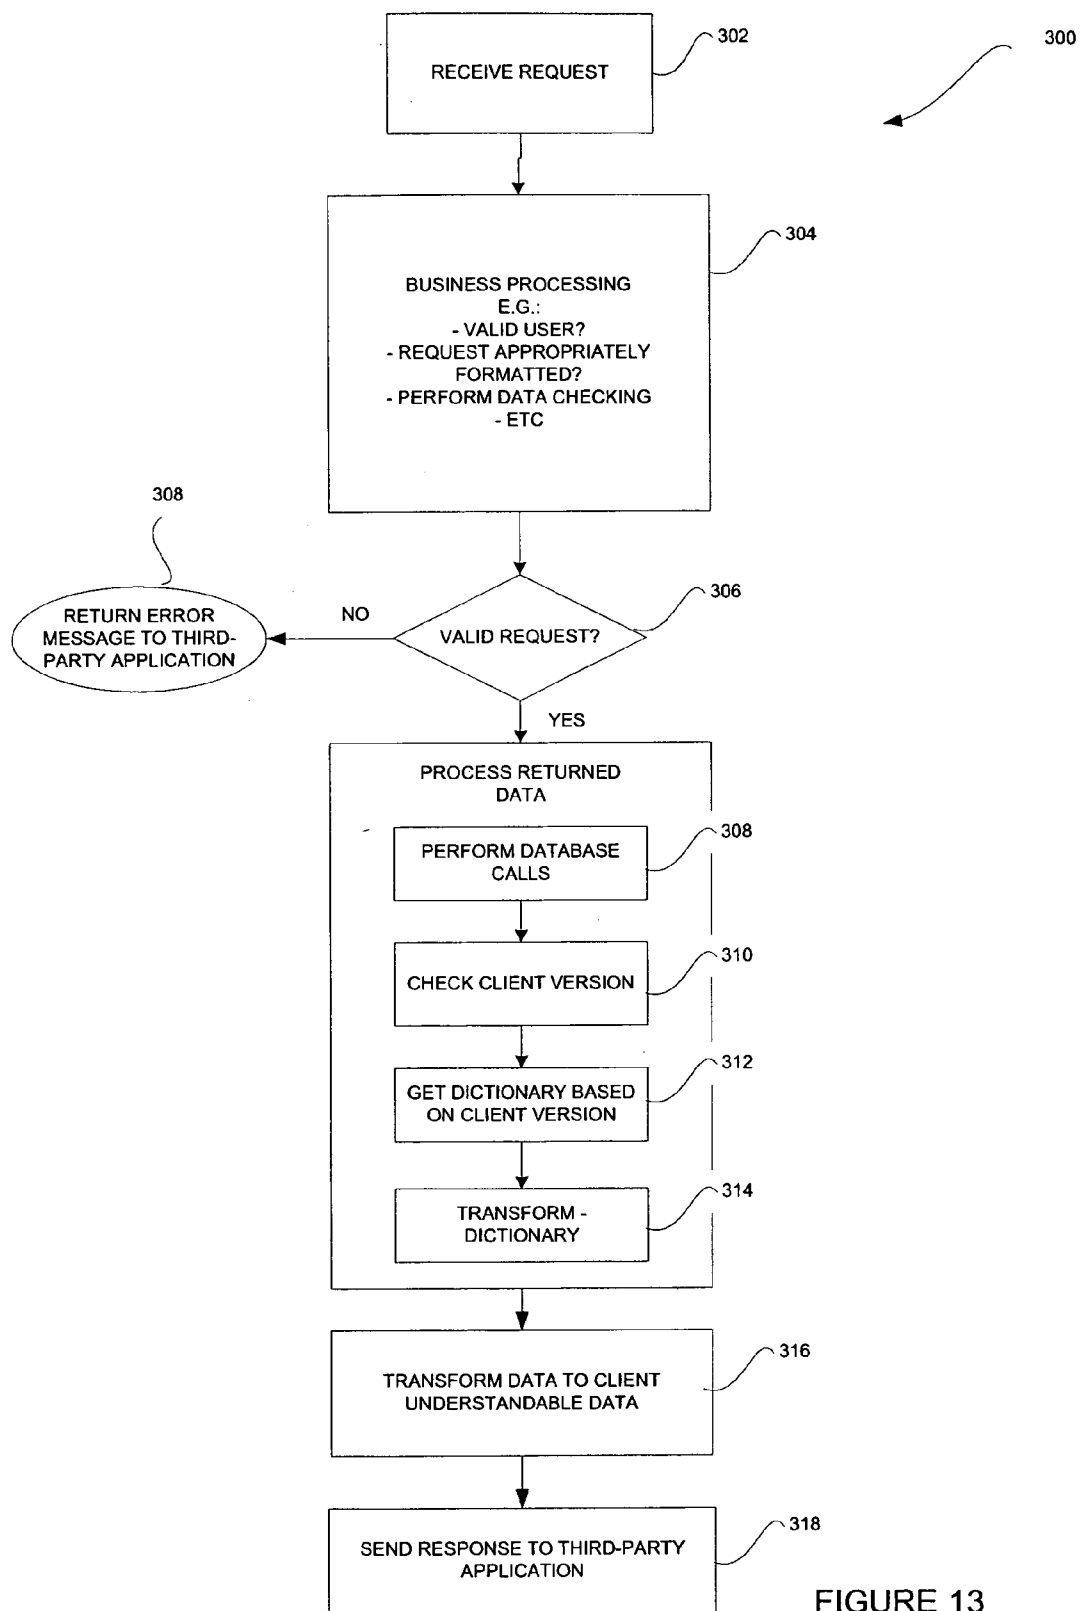 302
300
RECEIVE REQUEST
304
BUSINESS PROCESSING
E.G.:
- VALID USER?
- REQUEST APPROPRIATELY
FORMATTED?
- PERFORM DATA CHECKING
- ETC
308
306
RETURN ERROR
MESSAGE TO THIRD-
PARTY APPLICATION
NO
VALID REQUEST?
YES
PROCESS RETURNED
DATA
308
PERFORM DATABASE
CALLS
310
CHECK CLIENT VERSION
312
GET DICTIONARY BASED
ON CLIENT VERSION
314
TRANSFORM -
DICTIONARY
316
TRANSFORM DATA TO CLIENT
UNDERSTANDABLE DATA
318
SEND RESPONSE TO THIRD-PARTY
APPLICATION
FIGURE 13